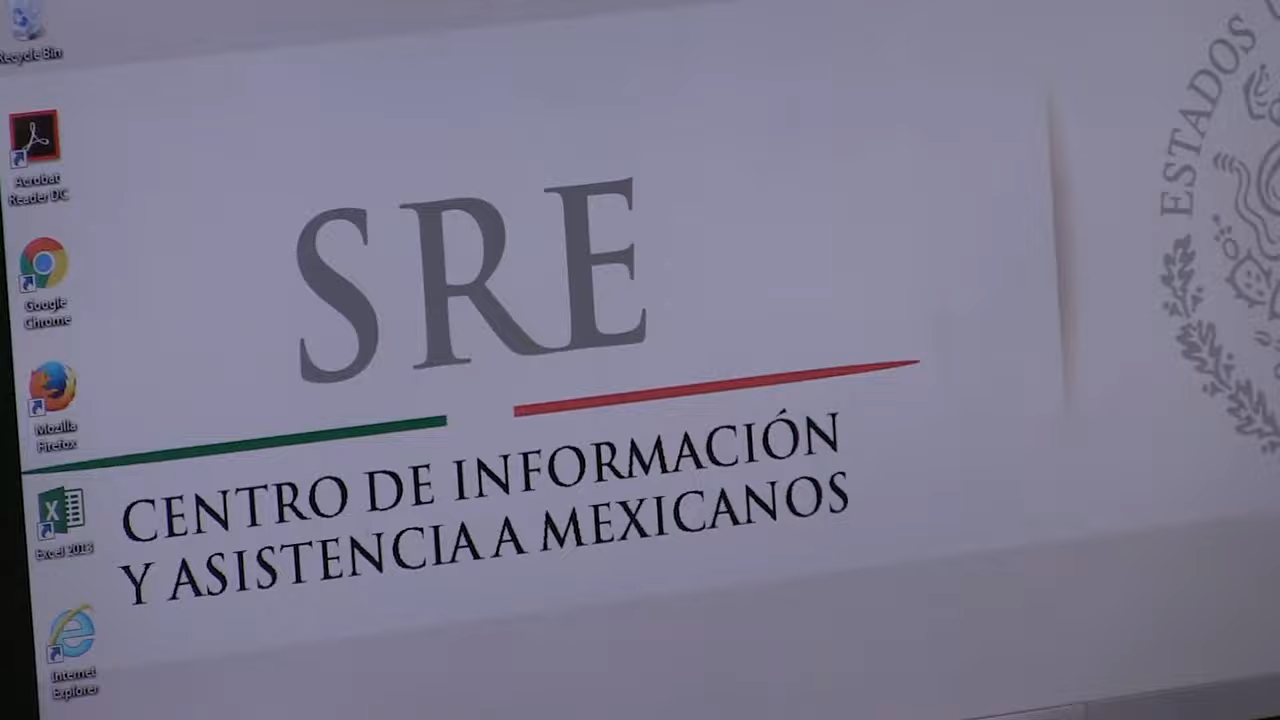 Recycle Bin
Acrobat
Reader DC
Google
Chrome
Mozilla
Firefox
Excel 2013
Internet
Explorer
SRE
CENTRO DE INFORMACIÓN
Y ASISTENCIA A MEXICANOS
ESTADOS